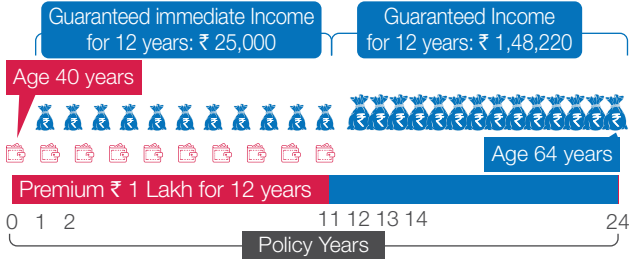 Guaranteed immediate Income
for 12 years: ₹ 25,000
Guaranteed Income
for 12 years: ₹ 1,48,220
Age 40 years
Age 64 years
Premium ₹ 1 Lakh for 12 years
0 1 2 11 12 13 14 24
Policy Years